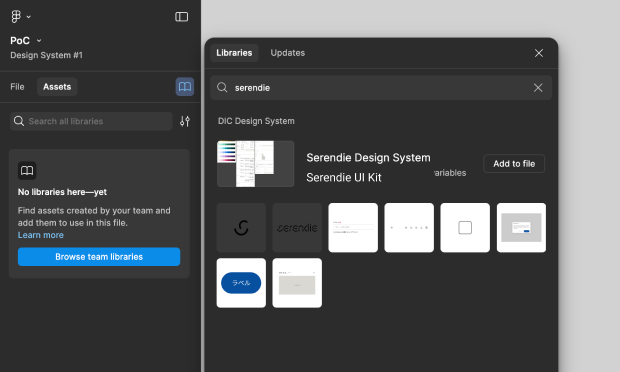 PoC
Design System #1
File
Assets
Search all libraries
No libraries here—yet
Find assets created by your team and
add them to use in this file.
Learn more
Browse team libraries
Libraries
Updates
serendie
DIC Design System
Serendie Design System
Serendie UI Kit
ariables
Add to file
serendie
ラベル